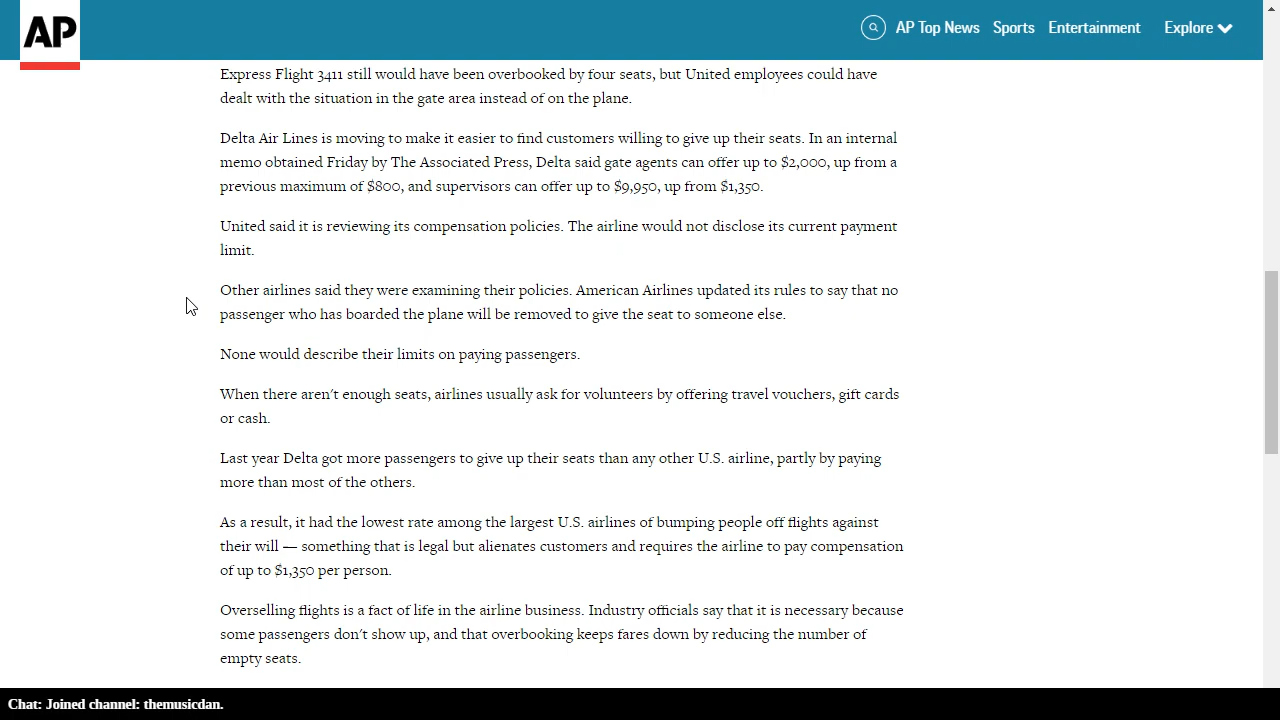 AP
AP Top News Sports Entertainment Explore
Express Flight 3411 still would have been overbooked by four seats, but United employees could have
dealt with the situation in the gate area instead of on the plane.
Delta Air Lines is moving to make it easier to find customers willing to give up their seats. In an internal
memo obtained Friday by The Associated Press, Delta said gate agents can offer up to $2,000, up from a
previous maximum of $800, and supervisors can offer up to $9,950, up from $1,350.
United said it is reviewing its compensation policies. The airline would not disclose its current payment
limit.
Other airlines said they were examining their policies. American Airlines updated its rules to say that no
passenger who has boarded the plane will be removed to give the seat to someone else.
None would describe their limits on paying passengers.
When there aren't enough seats, airlines usually ask for volunteers by offering travel vouchers, gift cards
or cash.
Last year Delta got more passengers to give up their seats than any other U.S. airline, partly by paying
more than most of the others.
As a result, it had the lowest rate among the largest U.S. airlines of bumping people off flights against
their will — something that is legal but alienates customers and requires the airline to pay compensation
of up to $1,350 per person.
Overselling flights is a fact of life in the airline business. Industry officials say that it is necessary because
some passengers don't show up, and that overbooking keeps fares down by reducing the number of
empty seats.
Chat: Joined channel: themusicdan.